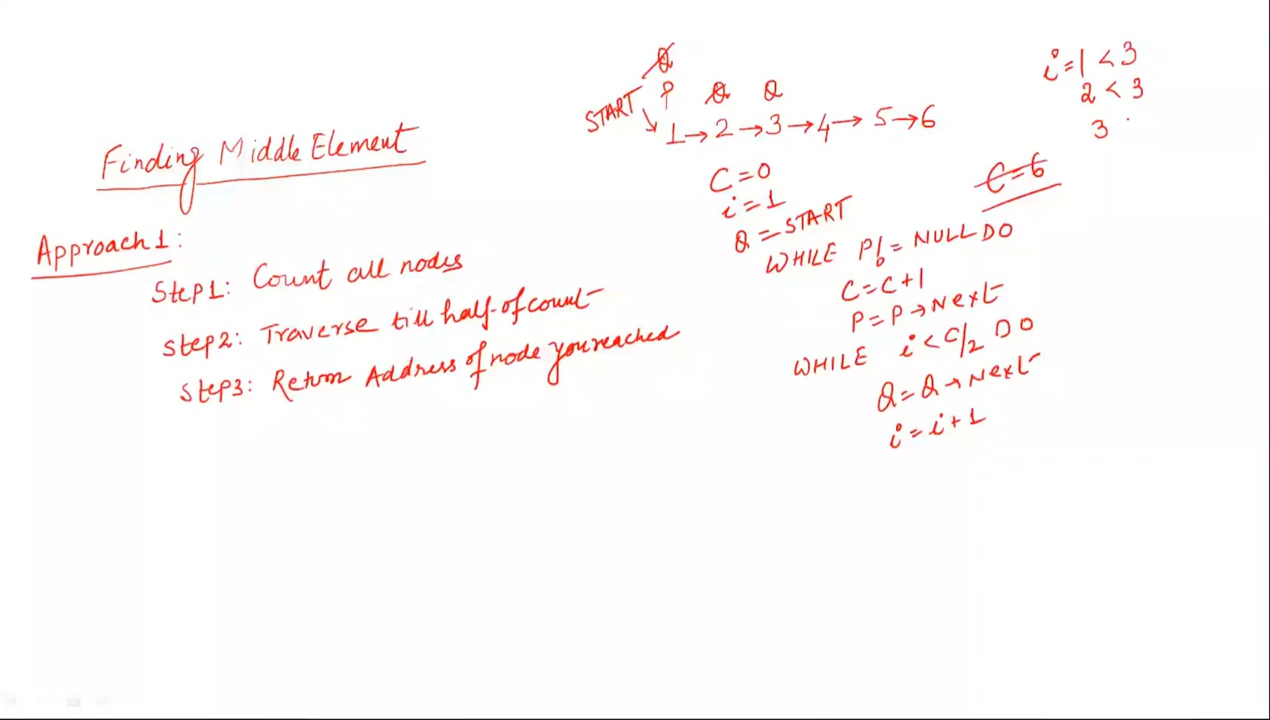 Finding Middle Element
Approach 1:
Step1: Count all nodes
Step2: Traverse till half of count
Step3: Return Address of node you reached
Q
START P Q Q
1→2→3→4→5→6
C=0
i=1
Q=START
WHILE P!=NULL DO
C=C+1
P=P→Next
WHILE i<C/2 DO
Q=Q→Next
i=i+1
C=6
i=1<3
2<3
3